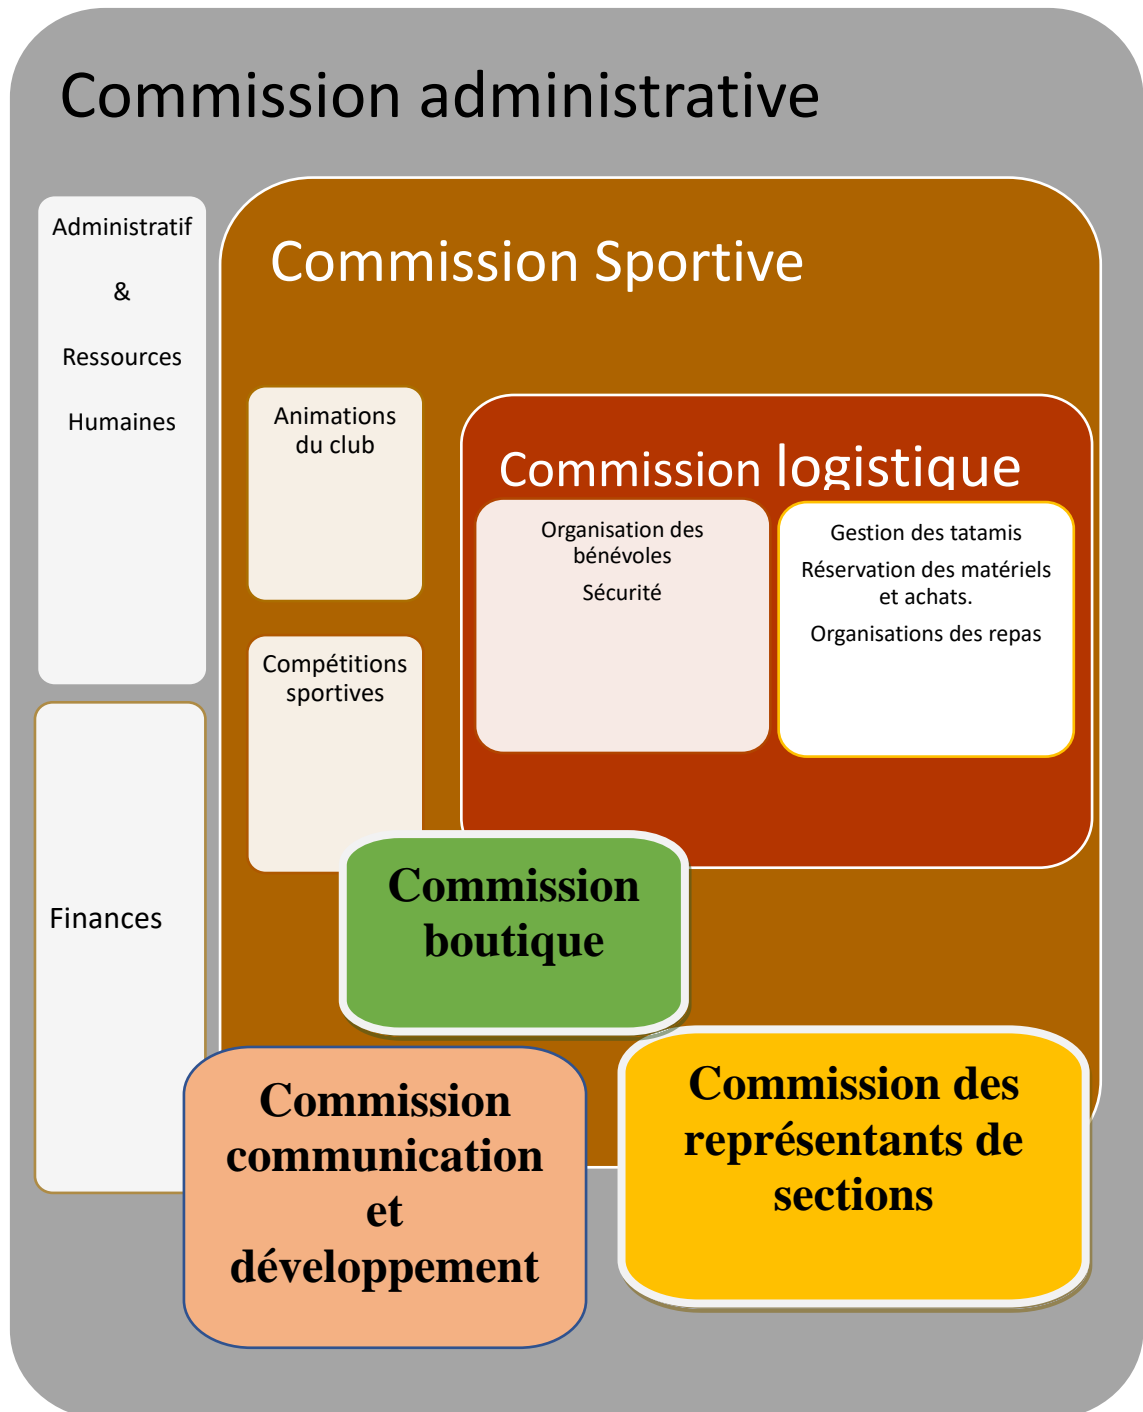 Commission administrative
Administratif
&
Ressources
Humaines
Commission Sportive
Animations
du club
Commission logistique
Organisation des
bénévoles
Sécurité
Gestion des tatamis
Réservation des matériels
et achats.
Organisations des repas
Compétitions
sportives
Finances
Commission
boutique
Commission
communication
et
développement
Commission des
représentants de
sections